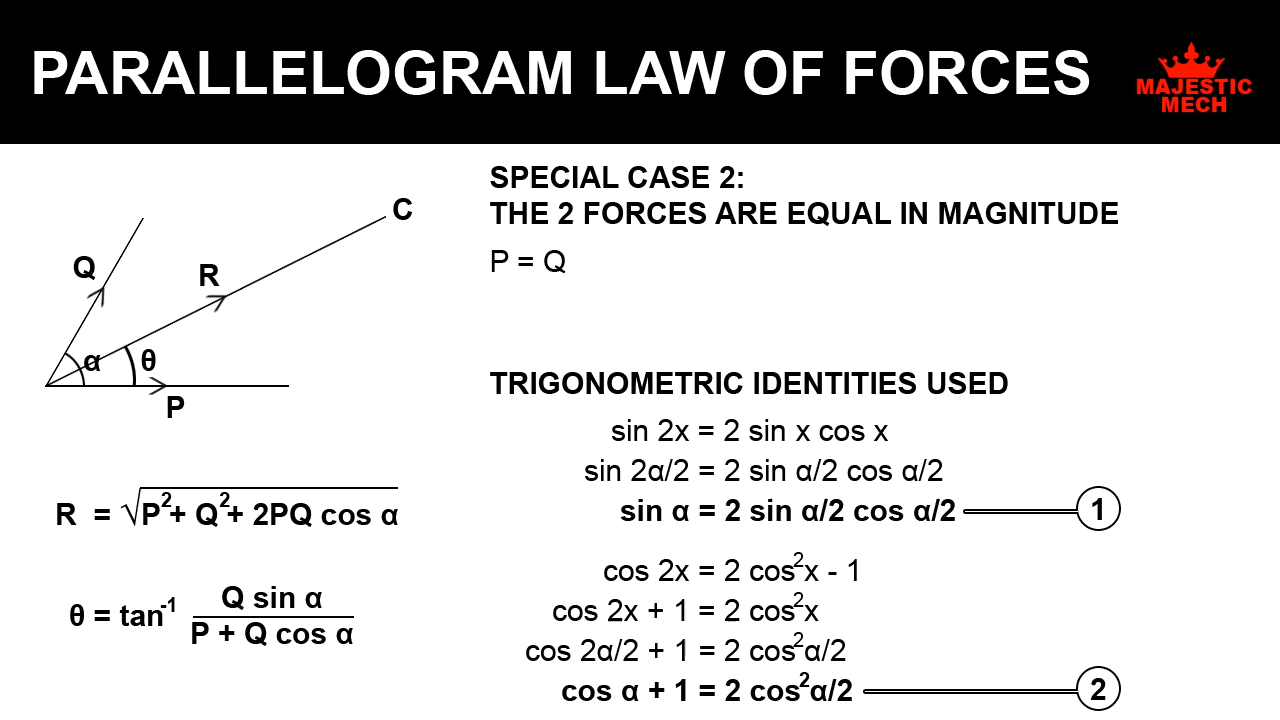 PARALLELOGRAM LAW OF FORCES
MAJESTIC
MECH
C
Q
R
α
θ
P
R = √P²+ Q²+ 2PQ cos α
θ = tan⁻¹ Q sin α
P + Q cos α
SPECIAL CASE 2:
THE 2 FORCES ARE EQUAL IN MAGNITUDE
P = Q
TRIGONOMETRIC IDENTITIES USED
sin 2x = 2 sin x cos x
sin 2α/2 = 2 sin α/2 cos α/2
sin α = 2 sin α/2 cos α/2 1
cos 2x = 2 cos²x - 1
cos 2x + 1 = 2 cos²x
cos 2α/2 + 1 = 2 cos²α/2
cos α + 1 = 2 cos²α/2 2